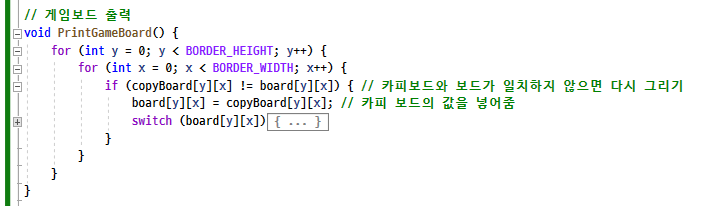 // 게임보드 출력
void PrintGameBoard() {
for (int y = 0; y < BORDER_HEIGHT; y++) {
for (int x = 0; x < BORDER_WIDTH; x++) {
if (copyBoard[y][x] != board[y][x]) { // 카피보드와 보드가 일치하지 않으면 다시 그리기
board[y][x] = copyBoard[y][x]; // 카피 보드의 값을 넣어줌
switch (board[y][x]) { ... }
}
}
}
}